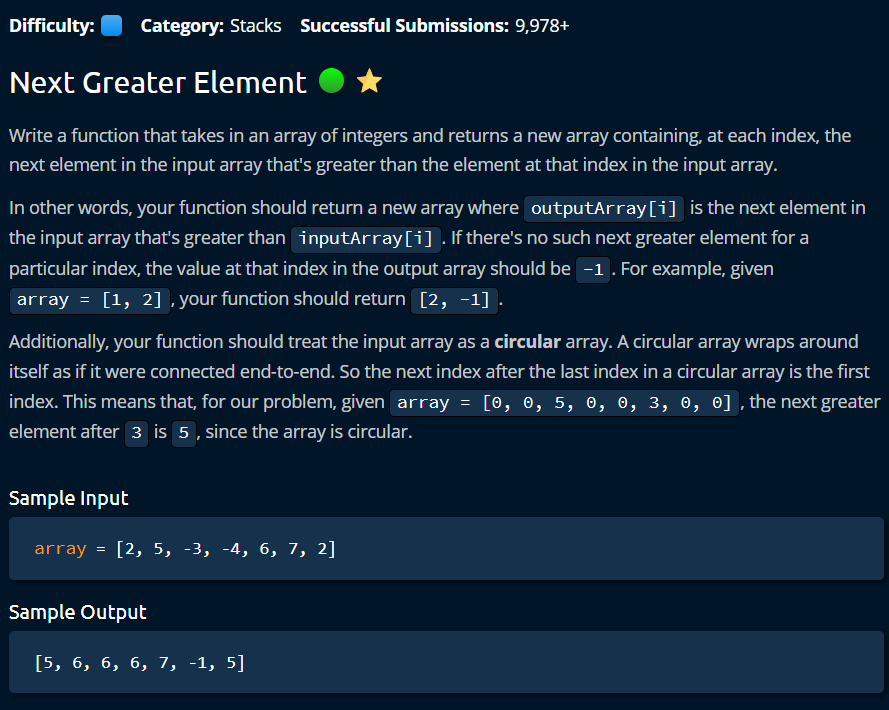 Difficulty: Category: Stacks Successful Submissions: 9,978+
Next Greater Element
Write a function that takes in an array of integers and returns a new array containing, at each index, the
next element in the input array that's greater than the element at that index in the input array.
In other words, your function should return a new array where outputArray[i] is the next element in
the input array that's greater than inputArray[i]. If there's no such next greater element for a
particular index, the value at that index in the output array should be -1. For example, given
array = [1, 2], your function should return [2, -1].
Additionally, your function should treat the input array as a circular array. A circular array wraps around
itself as if it were connected end-to-end. So the next index after the last index in a circular array is the first
index. This means that, for our problem, given array = [0, 0, 5, 0, 0, 3, 0, 0], the next greater
element after 3 is 5, since the array is circular.
Sample Input
array = [2, 5, -3, -4, 6, 7, 2]
Sample Output
[5, 6, 6, 6, 7, -1, 5]